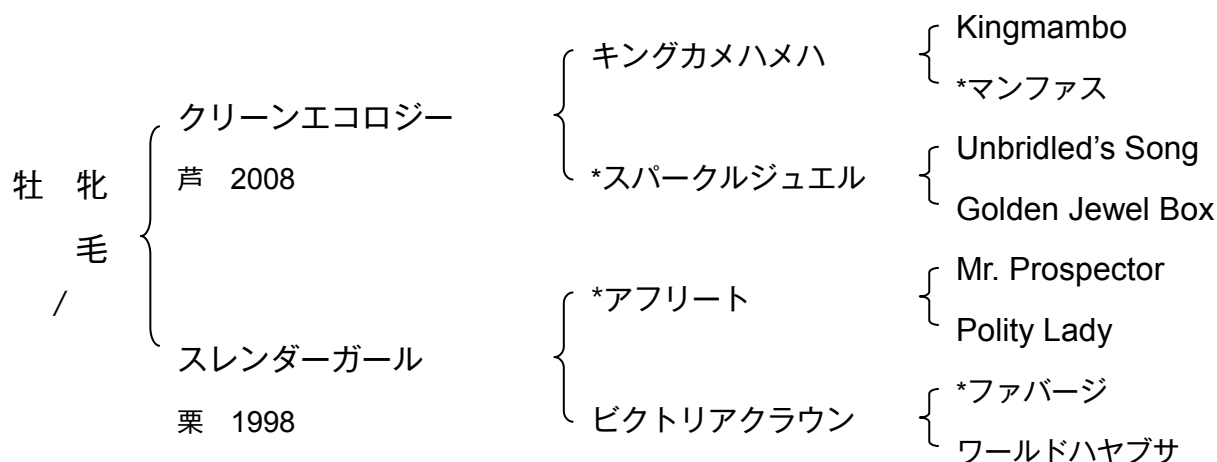 Kingmambo
キングカメハメハ
*マンファス
クリーンエコロジー
芦 2008
Unbridled's Song
*スパークルジュエル
Golden Jewel Box
牡 牝
毛
/
Mr. Prospector
*アフリート
Polity Lady
スレンダーガール
栗 1998
*ファバージ
ビクトリアクラウン
ワールドハヤブサ